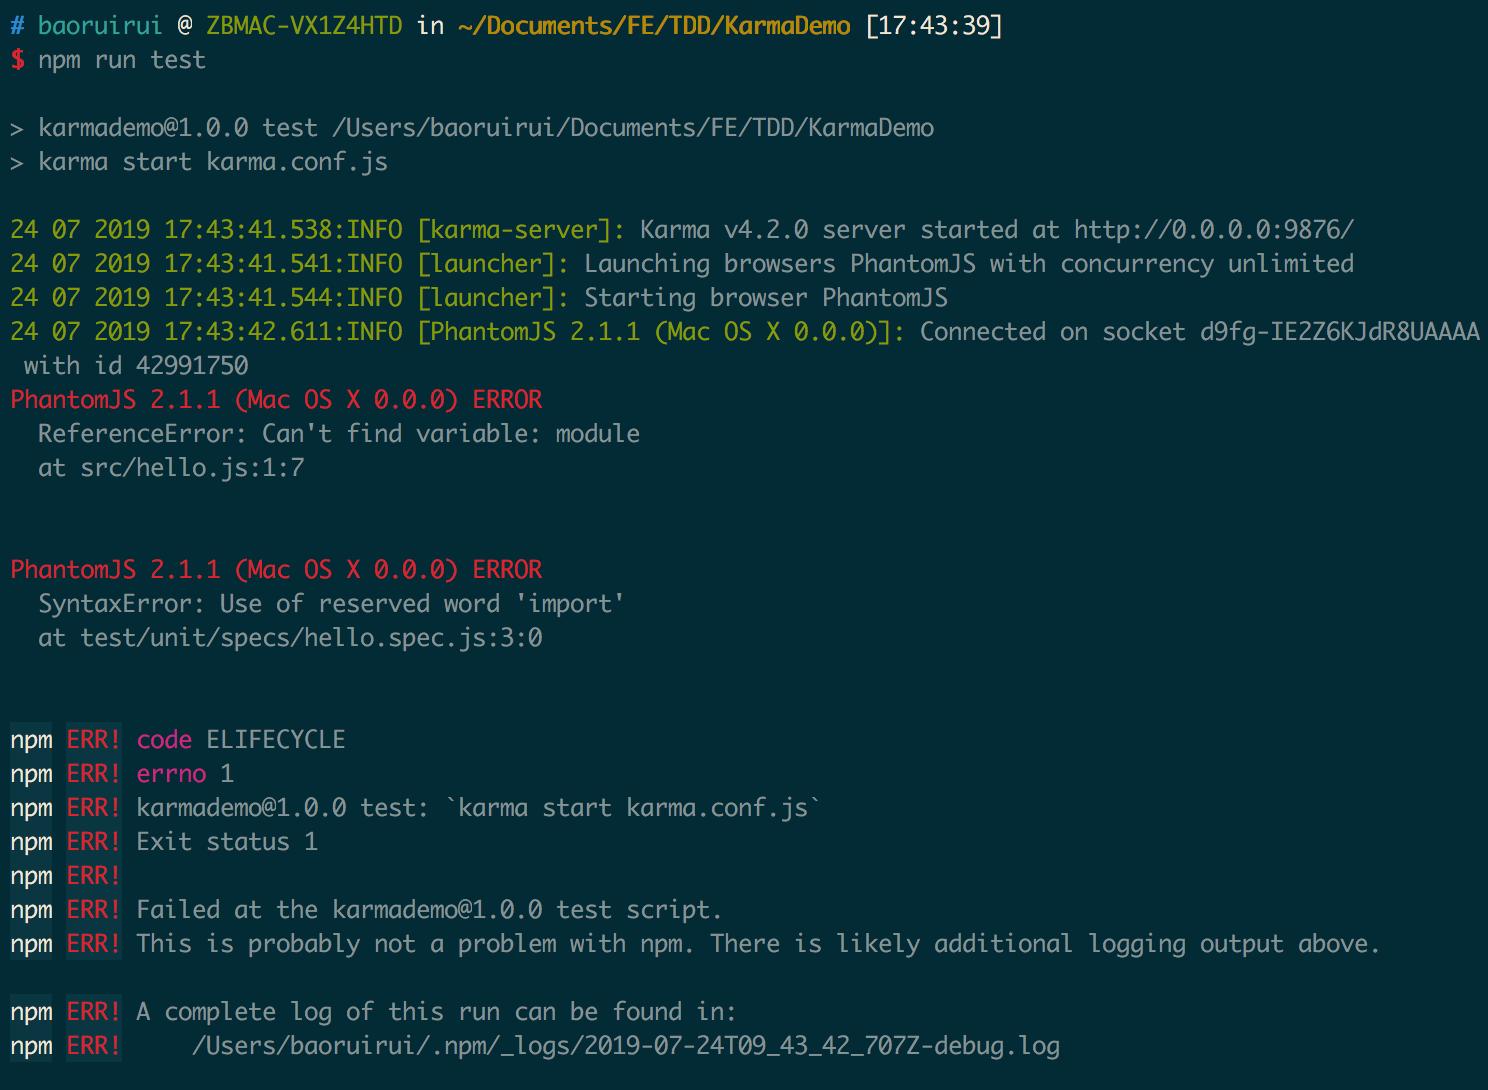 # baoruirui @ ZBMAC-VX1Z4HTD in ~/Documents/FE/TDD/KarmaDemo [17:43:39]
$ npm run test
> karmademo@1.0.0 test /Users/baoruirui/Documents/FE/TDD/KarmaDemo
> karma start karma.conf.js
24 07 2019 17:43:41.538:INFO [karma-server]: Karma v4.2.0 server started at http://0.0.0.0:9876/
24 07 2019 17:43:41.541:INFO [launcher]: Launching browsers PhantomJS with concurrency unlimited
24 07 2019 17:43:41.544:INFO [launcher]: Starting browser PhantomJS
24 07 2019 17:43:42.611:INFO [PhantomJS 2.1.1 (Mac OS X 0.0.0)]: Connected on socket d9fg-IE2Z6KJdR8UAAAA
with id 42991750
PhantomJS 2.1.1 (Mac OS X 0.0.0) ERROR
ReferenceError: Can't find variable: module
at src/hello.js:1:7
PhantomJS 2.1.1 (Mac OS X 0.0.0) ERROR
SyntaxError: Use of reserved word 'import'
at test/unit/specs/hello.spec.js:3:0
npm ERR! code ELIFECYCLE
npm ERR! errno 1
npm ERR! karmademo@1.0.0 test: `karma start karma.conf.js`
npm ERR! Exit status 1
npm ERR!
npm ERR! Failed at the karmademo@1.0.0 test script.
npm ERR! This is probably not a problem with npm. There is likely additional logging output above.
npm ERR! A complete log of this run can be found in:
npm ERR!     /Users/baoruirui/.npm/_logs/2019-07-24T09_43_42_707Z-debug.log